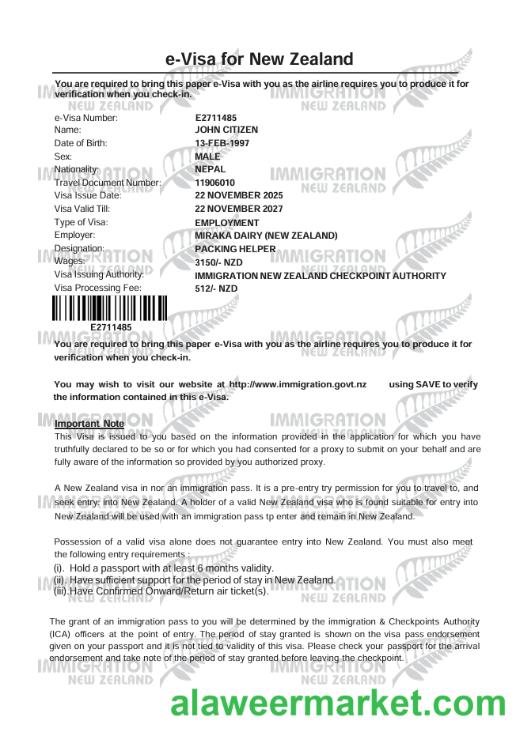 e-Visa for New Zealand
You are required to bring this paper e-Visa with you as the airline requires you to produce it for
verification when you check-in.
e-Visa Number: E2711485
Name: JOHN CITIZEN
Date of Birth: 13-FEB-1997
Sex: MALE
Nationality: NEPAL
Travel Document Number: 11906010
Visa Issue Date: 22 NOVEMBER 2025
Visa Valid Till: 22 NOVEMBER 2027
Type of Visa: EMPLOYMENT
Employer: MIRAKA DAIRY (NEW ZEALAND)
Designation: PACKING HELPER
Wages: 3150/- NZD
Visa Issuing Authority: IMMIGRATION NEW ZEALAND CHECKPOINT AUTHORITY
Visa Processing Fee: 512/- NZD
E2711485
You are required to bring this paper e-Visa with you as the airline requires you to produce it for
verification when you check-in.
You may wish to visit our website at http://www.immigration.govt.nz using SAVE to verify
the information contained in this e-Visa.
Important Note
This Visa is issued to you based on the information provided in the application for which you have
truthfully declared to be so or for which you had consented for a proxy to submit on your behalf and are
fully aware of the information so provided by you authorized proxy.
A New Zealand visa in nor an immigration pass. It is a pre-entry try permission for you to travel to, and
seek entry, into New Zealand. A holder of a valid New Zealand visa who is found suitable for entry into
New Zealand will be used with an immigration pass tp enter and remain in New Zealand.
Possession of a valid visa alone does not guarantee entry into New Zealand. You must also meet
the following entry requirements :
(i). Hold a passport with at least 6 months validity.
(ii). Have sufficient support for the period of stay in New Zealand.
(iii).Have Confirmed Onward/Return air ticket(s).
The grant of an immigration pass to you will be determined by the immigration & Checkpoints Authority
(ICA) officers at the point of entry. The period of stay granted is shown on the visa pass endorsement
given on your passport and it is not tied to validity of this visa. Please check your passport for the arrival
endorsement and take note of the period of stay granted before leaving the checkpoint.
IMMIGRATION
NEW ZEALAND
alaweermarket.com